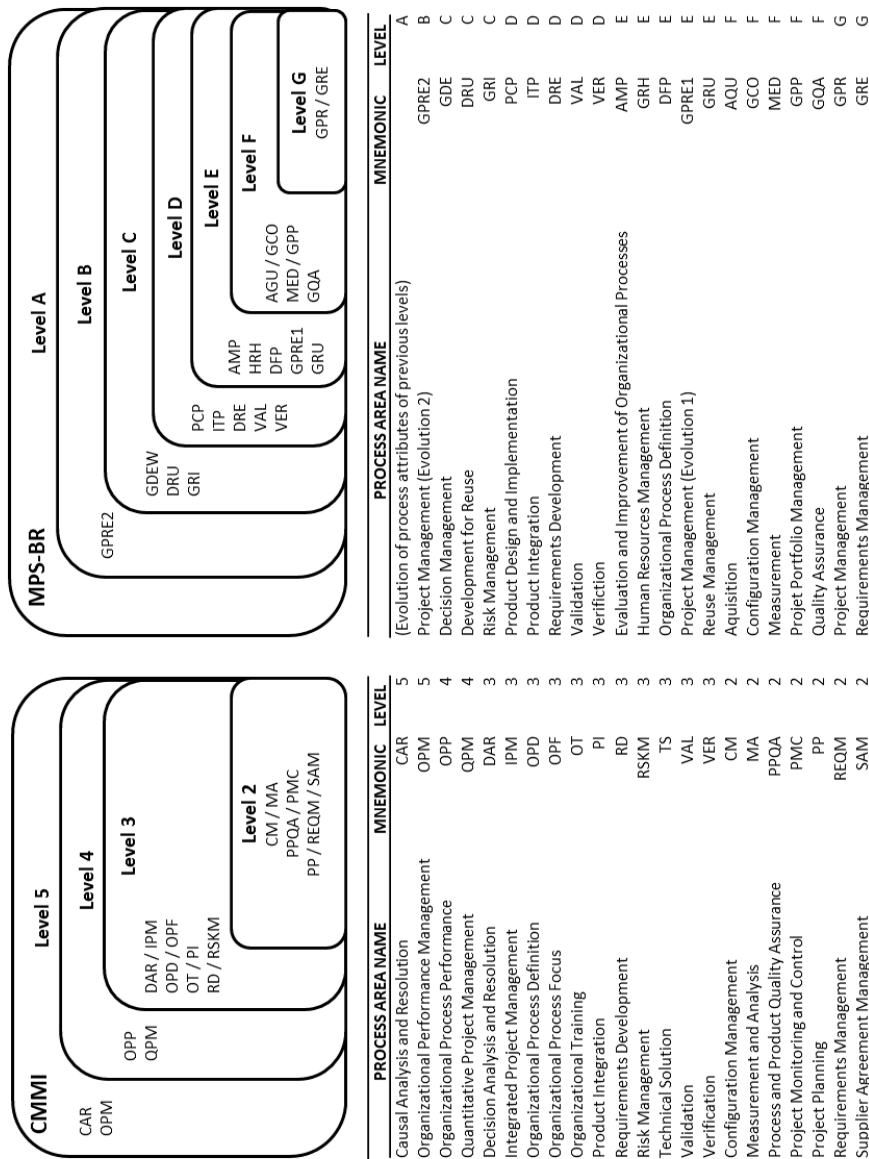 CMMI
Level 5
CAR
OPM
Level 4
OPP
QPM
Level 3
DAR / IPM
OPD / OPF
OT / PI
RD / RSKM
Level 2
CM / MA
PPQA / PMC
PP / REQM / SAM
PROCESS AREA NAME MNEMONIC LEVEL
Causal Analysis and Resolution CAR 5
Organizational Performance Management OPM 5
Organizational Process Performance OPP 4
Quantitative Project Management QPM 4
Decision Analysis and Resolution DAR 3
Integrated Project Management IPM 3
Organizational Process Definition OPD 3
Organizational Process Focus OPF 3
Organizational Training OT 3
Product Integration PI 3
Requirements Development RD 3
Risk Management RSKM 3
Technical Solution TS 3
Validation VAL 3
Verification VER 3
Configuration Management CM 2
Measurement and Analysis MA 2
Process and Product Quality Assurance PPQA 2
Project Monitoring and Control PMC 2
Project Planning PP 2
Requirements Management REQM 2
Supplier Agreement Management SAM 2
MPS-BR
Level A
Level B
GPRE2
Level C
GDEW
DRU
GRI
Level D
PCP
ITP
DRE
VAL
VER
Level E
AMP
HRH
DFP
GPRE1
GRU
Level F
AGU / GCO
MED / GPP
GQA
Level G
GPR / GRE
PROCESS AREA NAME MNEMONIC LEVEL
(Evolution of process attributes of previous levels) A
Project Management (Evolution 2) GPRE2 B
Decision Management GDE C
Development for Reuse DRU C
Risk Management GRI C
Product Design and Implementation PCP D
Product Integration ITP D
Requirements Development DRE D
Validation VAL D
Verifiction VER D
Evaluation and Improvement of Organizational Processes AMP E
Human Resources Management GRH E
Organizational Process Definition DFP E
Project Management (Evolution 1) GPRE1 E
Reuse Management GRU E
Aquisition AQU F
Configuration Management GCO F
Measurement MED F
Projet Portfolio Management GPP F
Quality Assurance GQA F
Project Management GPR G
Requirements Management GRE G